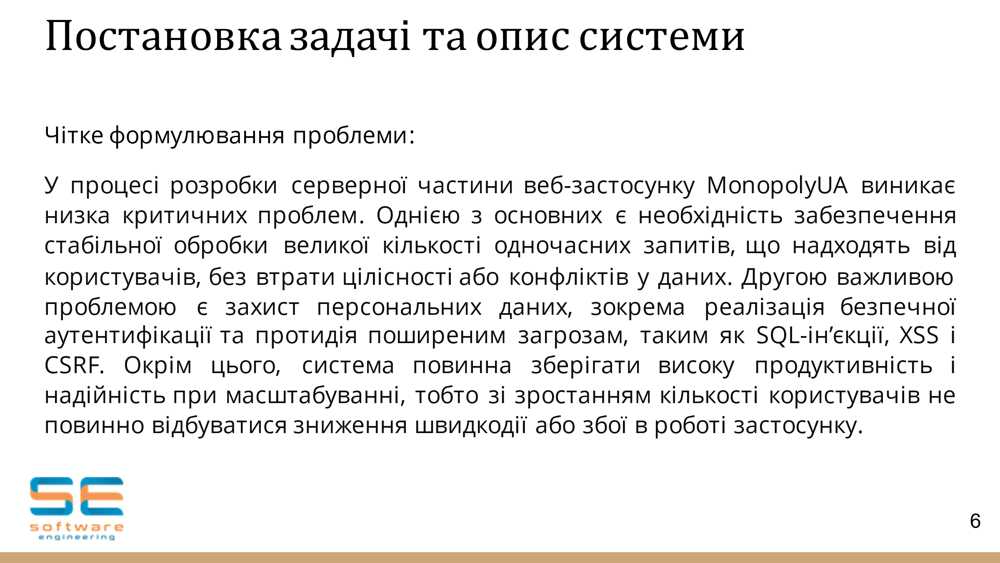 Постановка задачі та опис системи
Чітке формулювання проблеми:
У процесі розробки серверної частини веб-застосунку MonopolyUA виникає
низка критичних проблем. Однією з основних є необхідність забезпечення
стабільної обробки великої кількості одночасних запитів, що надходять від
користувачів, без втрати цілісності або конфліктів у даних. Другою важливою
проблемою є захист персональних даних, зокрема реалізація безпечної
аутентифікації та протидія поширеним загрозам, таким як SQL-ін’єкції, XSS і
CSRF. Окрім цього, система повинна зберігати високу продуктивність і
надійність при масштабуванні, тобто зі зростанням кількості користувачів не
повинно відбуватися зниження швидкодії або збої в роботі застосунку.
SE
software
engineering
6